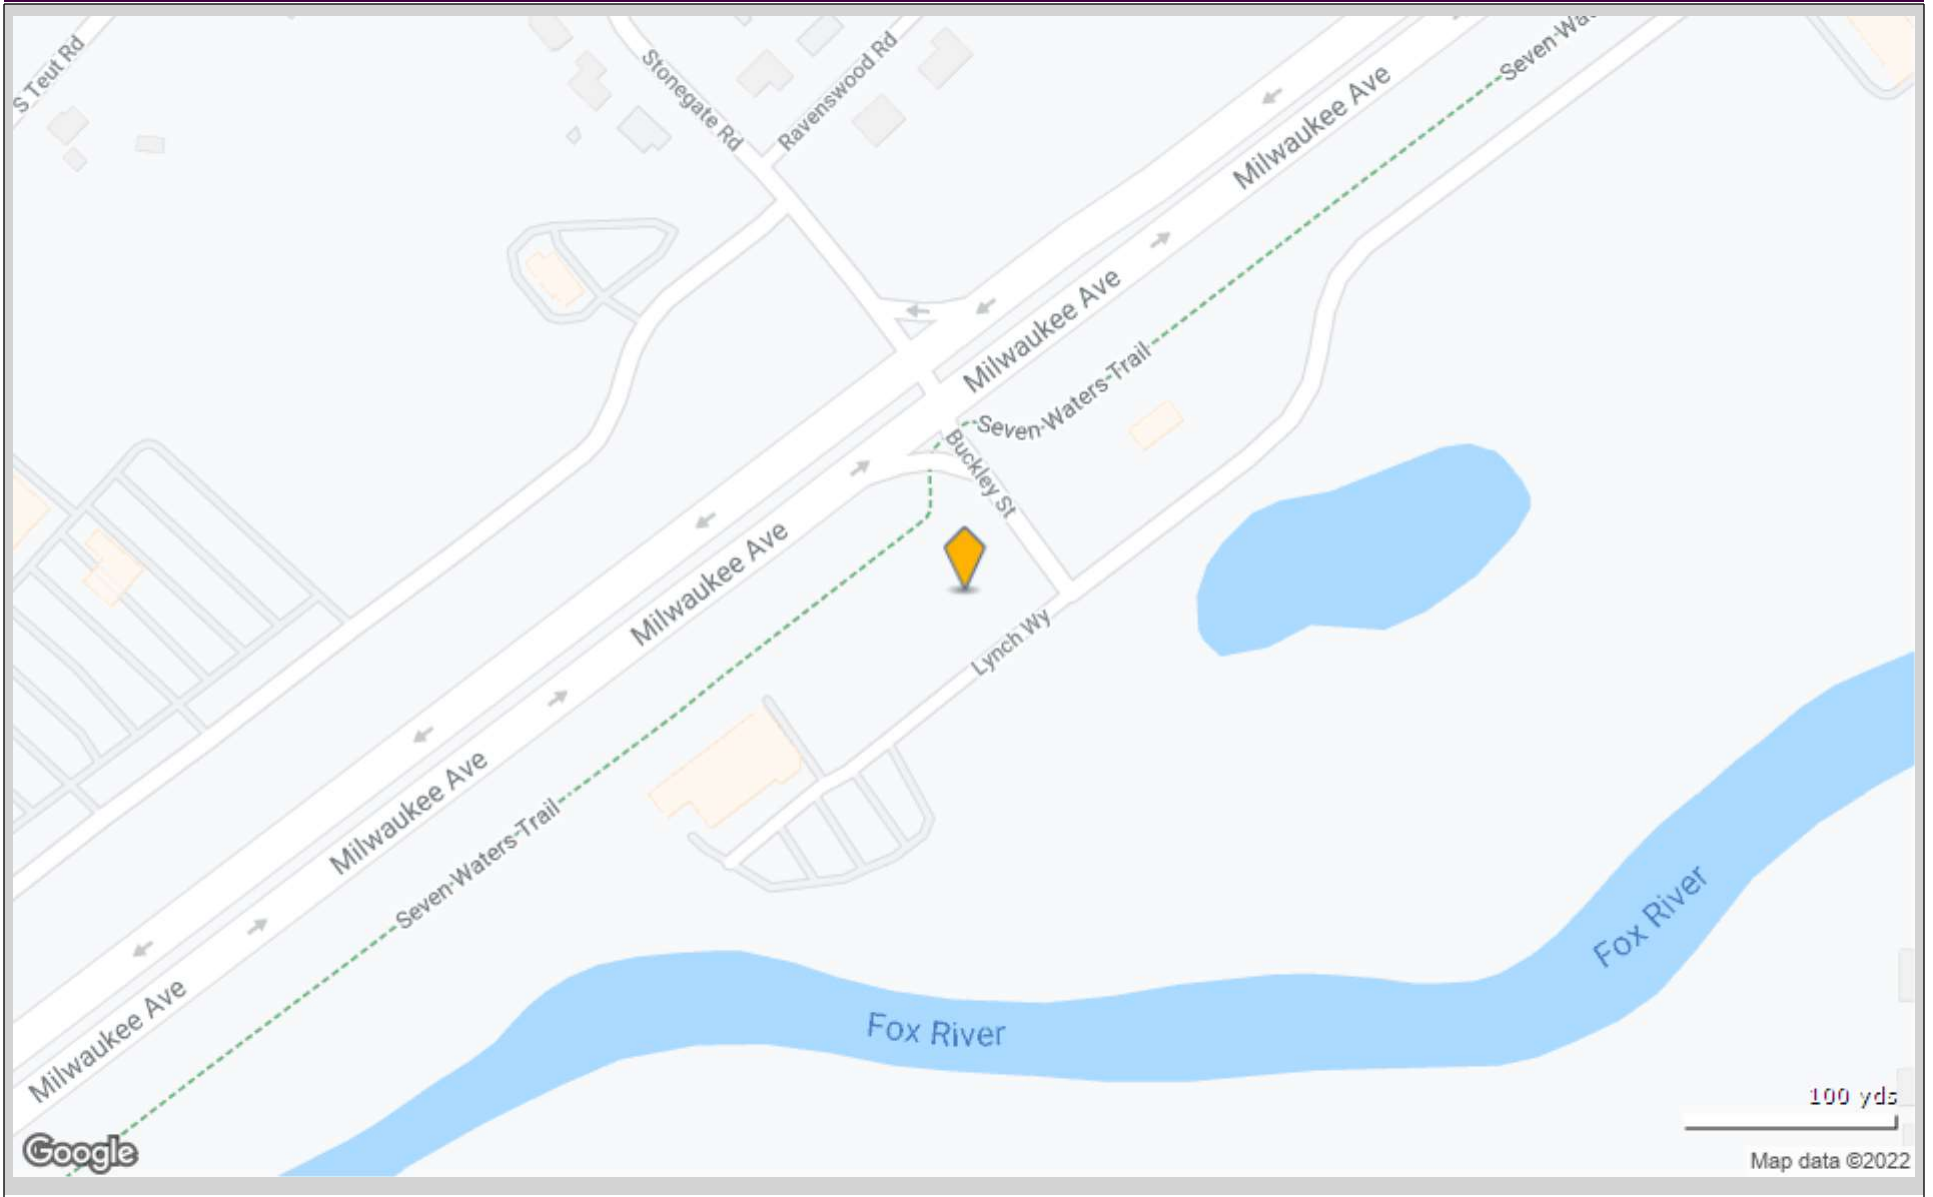 S Teut Rd
Stonegate Rd
Ravenswood Rd
Milwaukee Ave
Seven-Wa
Milwaukee Ave
Seven-Waters-Trail
Buckley St
Milwaukee Ave
Lynch Wy
Milwaukee Ave
Seven-Waters-Trail
Fox River
Milwaukee Ave
Fox River
100 yds
Google
Map data ©2022